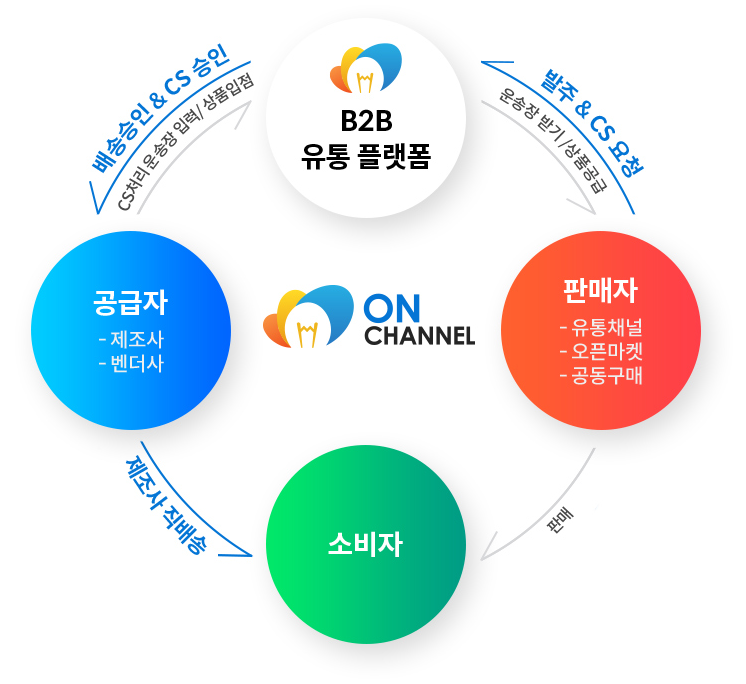 배송승인 & CS 승인
CS처리 운송장 입력/ 상품입점
B2B
유통 플랫폼
발주 & CS 요청
운송장 받기 /상품공급
공급자
- 제조사
- 벤더사
ON
CHANNEL
판매자
- 유통채널
- 오픈마켓
- 공동구매
제조사 직배송
소비자
판매